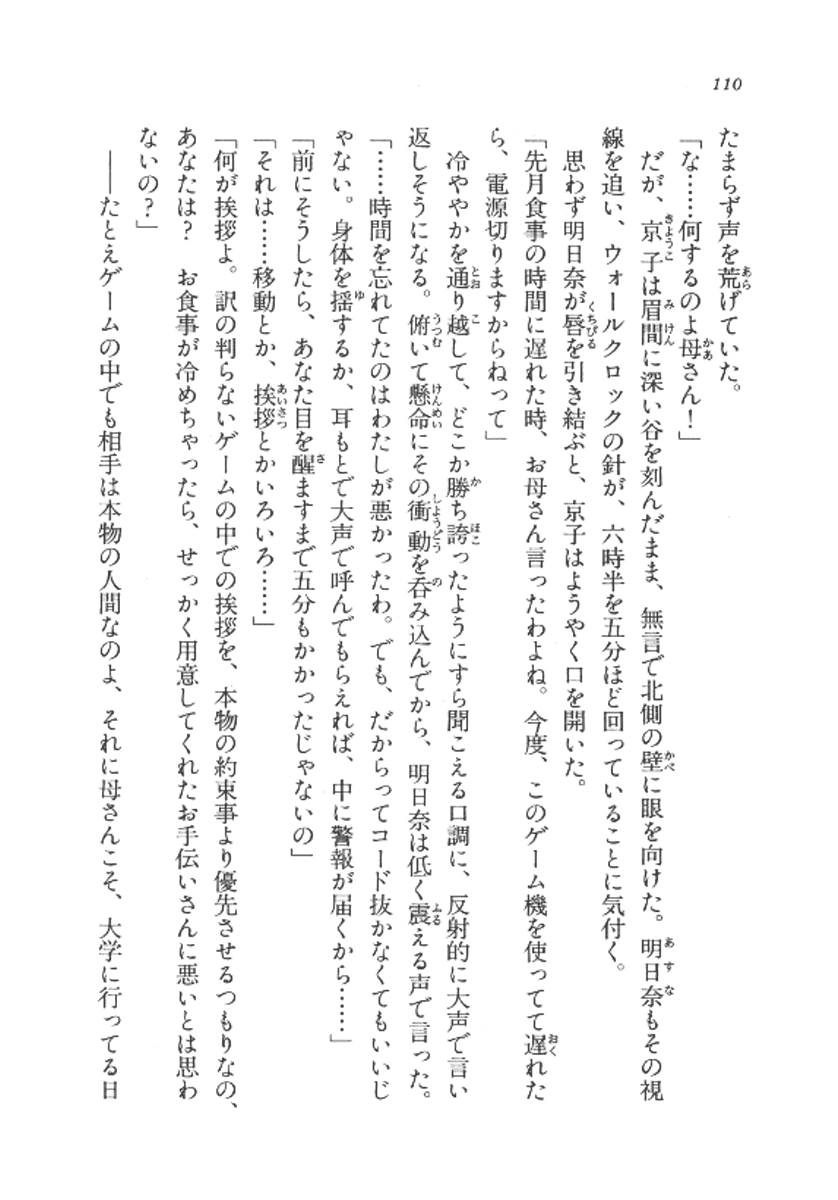 110
たまらず声を荒げていた。
「な……何するのよ母さん！」
　だが、京子は眉間に深い谷を刻んだまま、無言で北側の壁に眼を向けた。明日奈もその視
線を追い、ウォールクロックの針が、六時半を五分ほど回っていることに気付く。
　思わず明日奈が唇を引き結ぶと、京子はようやく口を開いた。
「先月食事の時間に遅れた時、お母さん言ったわよね。今度、このゲーム機を使ってて遅れた
ら、電源切りますからねって」
　冷ややかを通り越して、どこか勝ち誇ったようにすら聞こえる口調に、反射的に大声で言い
返しそうになる。俯いて懸命にその衝動を呑み込んでから、明日奈は低く震える声で言った。
「……時間を忘れてたのはわたしが悪かったわ。でも、だからってコード抜かなくてもいいじ
ゃない。身体を揺するか、耳もとで大声で呼んでもらえれば、中に警報が届くから……」
「前にそうしたら、あなた目を醒ますまで五分もかかったじゃないの」
「それは……移動とか、挨拶とかいろいろ……」
「何が挨拶よ。訳の判らないゲームの中での挨拶を、本物の約束事より優先させるつもりなの、
あなたは？　お食事が冷めちゃったら、せっかく用意してくれたお手伝いさんに悪いとは思わ
ないの？」
　――たとえゲームの中でも相手は本物の人間なのよ、それに母さんこそ、大学に行ってる日